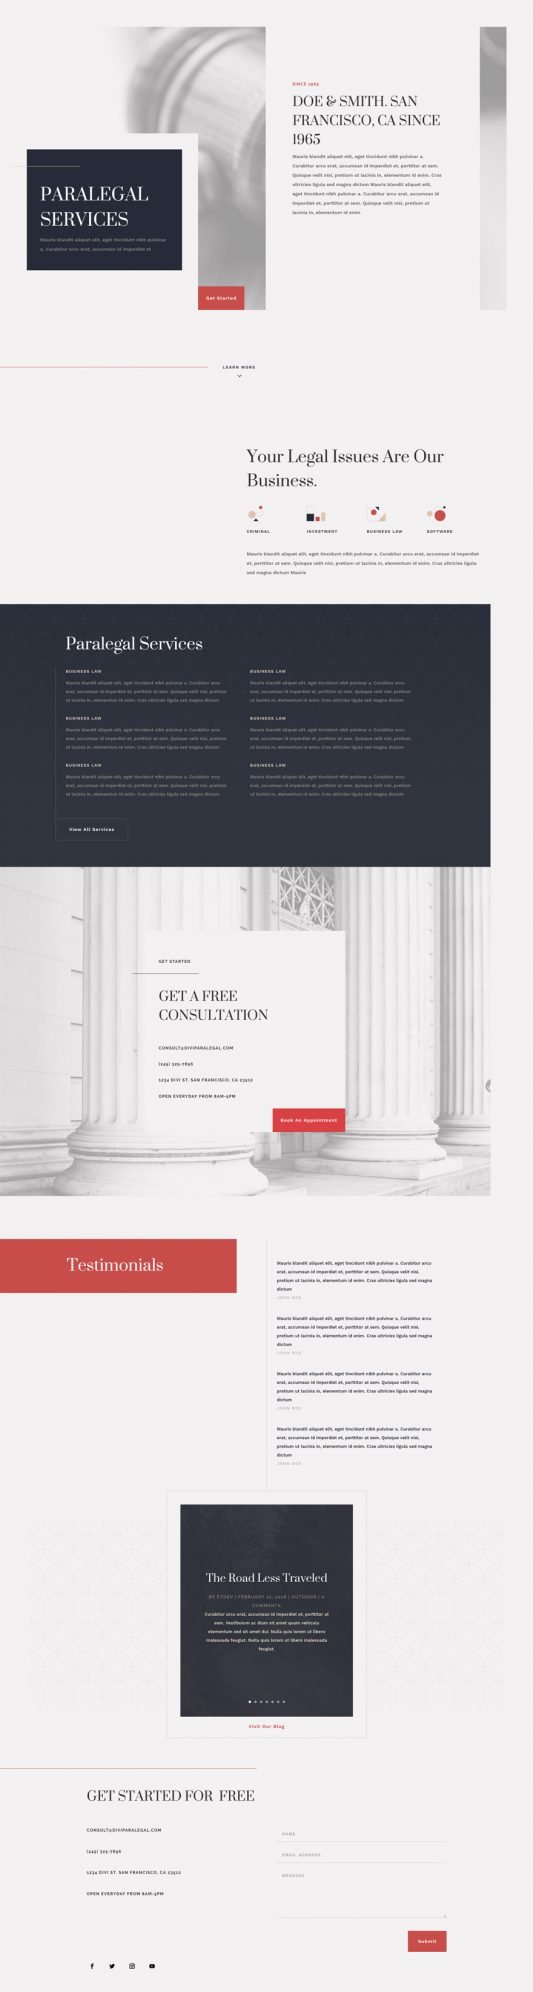 SINCE 1965
DOE & SMITH. SAN
FRANCISCO, CA SINCE
1965
Mauris blandit aliquet elit, eget tincidunt nibh pulvinar a.
Curabitur arcu erat, accumsan id imperdiet et, porttitor at sem.
Quisque velit nisi, pretium ut lacinia in, elementum id enim. Cras
ultricies ligula sed magna dictum Mauris blandit aliquet elit,
eget tincidunt nibh pulvinar a. Curabitur arcu erat, accumsan id
imperdiet et, porttitor at sem. Quisque velit nisi, pretium ut
lacinia in, elementum id enim
PARALEGAL
SERVICES
Mauris blandit aliquet elit, eget tincidunt nibh pulvinar
a. Curabitur arcu erat, accumsan id imperdiet et
Get Started
LEARN MORE
Your Legal Issues Are Our
Business.
CRIMINAL
INVESTMENT
BUSINESS LAW
SOFTWARE
Mauris blandit aliquet elit, eget tincidunt nibh pulvinar a. Curabitur arcu erat, accumsan id imperdiet
et, porttitor at sem. Quisque velit nisi, pretium ut lacinia in, elementum id enim. Cras ultricies ligula
sed magna dictum Mauris
Paralegal Services
BUSINESS LAW
Mauris blandit aliquet elit, eget tincidunt nibh pulvinar a. Curabitur arcu
erat, accumsan id imperdiet et, porttitor at sem. Quisque velit nisi, pretium
ut lacinia in, elementum id enim. Cras ultricies ligula sed magna dictum
BUSINESS LAW
Mauris blandit aliquet elit, eget tincidunt nibh pulvinar a. Curabitur arcu
erat, accumsan id imperdiet et, porttitor at sem. Quisque velit nisi, pretium
ut lacinia in, elementum id enim. Cras ultricies ligula sed magna dictum
BUSINESS LAW
Mauris blandit aliquet elit, eget tincidunt nibh pulvinar a. Curabitur arcu
erat, accumsan id imperdiet et, porttitor at sem. Quisque velit nisi, pretium
ut lacinia in, elementum id enim. Cras ultricies ligula sed magna dictum
BUSINESS LAW
Mauris blandit aliquet elit, eget tincidunt nibh pulvinar a. Curabitur arcu
erat, accumsan id imperdiet et, porttitor at sem. Quisque velit nisi, pretium
ut lacinia in, elementum id enim. Cras ultricies ligula sed magna dictum
BUSINESS LAW
Mauris blandit aliquet elit, eget tincidunt nibh pulvinar a. Curabitur arcu
erat, accumsan id imperdiet et, porttitor at sem. Quisque velit nisi, pretium
ut lacinia in, elementum id enim. Cras ultricies ligula sed magna dictum
BUSINESS LAW
Mauris blandit aliquet elit, eget tincidunt nibh pulvinar a. Curabitur arcu
erat, accumsan id imperdiet et, porttitor at sem. Quisque velit nisi, pretium
ut lacinia in, elementum id enim. Cras ultricies ligula sed magna dictum
View All Services
GET STARTED
GET A FREE
CONSULTATION
CONSULT@DIVIPARALEGAL.COM
(245) 325-7896
1234 DIVI ST. SAN FRANCISCO, CA 23512
OPEN EVERYDAY FROM 8AM-5PM
Book An Appointment
Testimonials
Mauris blandit aliquet elit, eget tincidunt nibh pulvinar a. Curabitur arcu
erat, accumsan id imperdiet et, porttitor at sem. Quisque velit nisi,
pretium ut lacinia in, elementum id enim. Cras ultricies ligula sed magna
dictum
JOHN DOE
Mauris blandit aliquet elit, eget tincidunt nibh pulvinar a. Curabitur arcu
erat, accumsan id imperdiet et, porttitor at sem. Quisque velit nisi,
pretium ut lacinia in, elementum id enim. Cras ultricies ligula sed magna
dictum
JOHN DOE
Mauris blandit aliquet elit, eget tincidunt nibh pulvinar a. Curabitur arcu
erat, accumsan id imperdiet et, porttitor at sem. Quisque velit nisi,
pretium ut lacinia in, elementum id enim. Cras ultricies ligula sed magna
dictum
JOHN DOE
Mauris blandit aliquet elit, eget tincidunt nibh pulvinar a. Curabitur arcu
erat, accumsan id imperdiet et, porttitor at sem. Quisque velit nisi,
pretium ut lacinia in, elementum id enim. Cras ultricies ligula sed magna
dictum
JOHN DOE
The Road Less Traveled
BY ETDEV | FEBRUARY 12, 2018 | OUTDOOR | 0
COMMENTS
Curabitur arcu erat, accumsan id imperdiet et, porttitor at
sem. Vestibulum ac diam sit amet quam vehicula
elementum sed sit amet dui. Nulla quis lorem ut libero
malesuada feugiat. Nulla quis lorem ut libero malesuada
feugiat.
Visit Our Blog
GET STARTED FOR FREE
CONSULT@DIVIPARALEGAL.COM
(245) 325-7896
1234 DIVI ST. SAN FRANCISCO, CA 23512
OPEN EVERYDAY FROM 8AM-5PM
NAME
EMAIL ADDRESS
MESSAGE
Submit